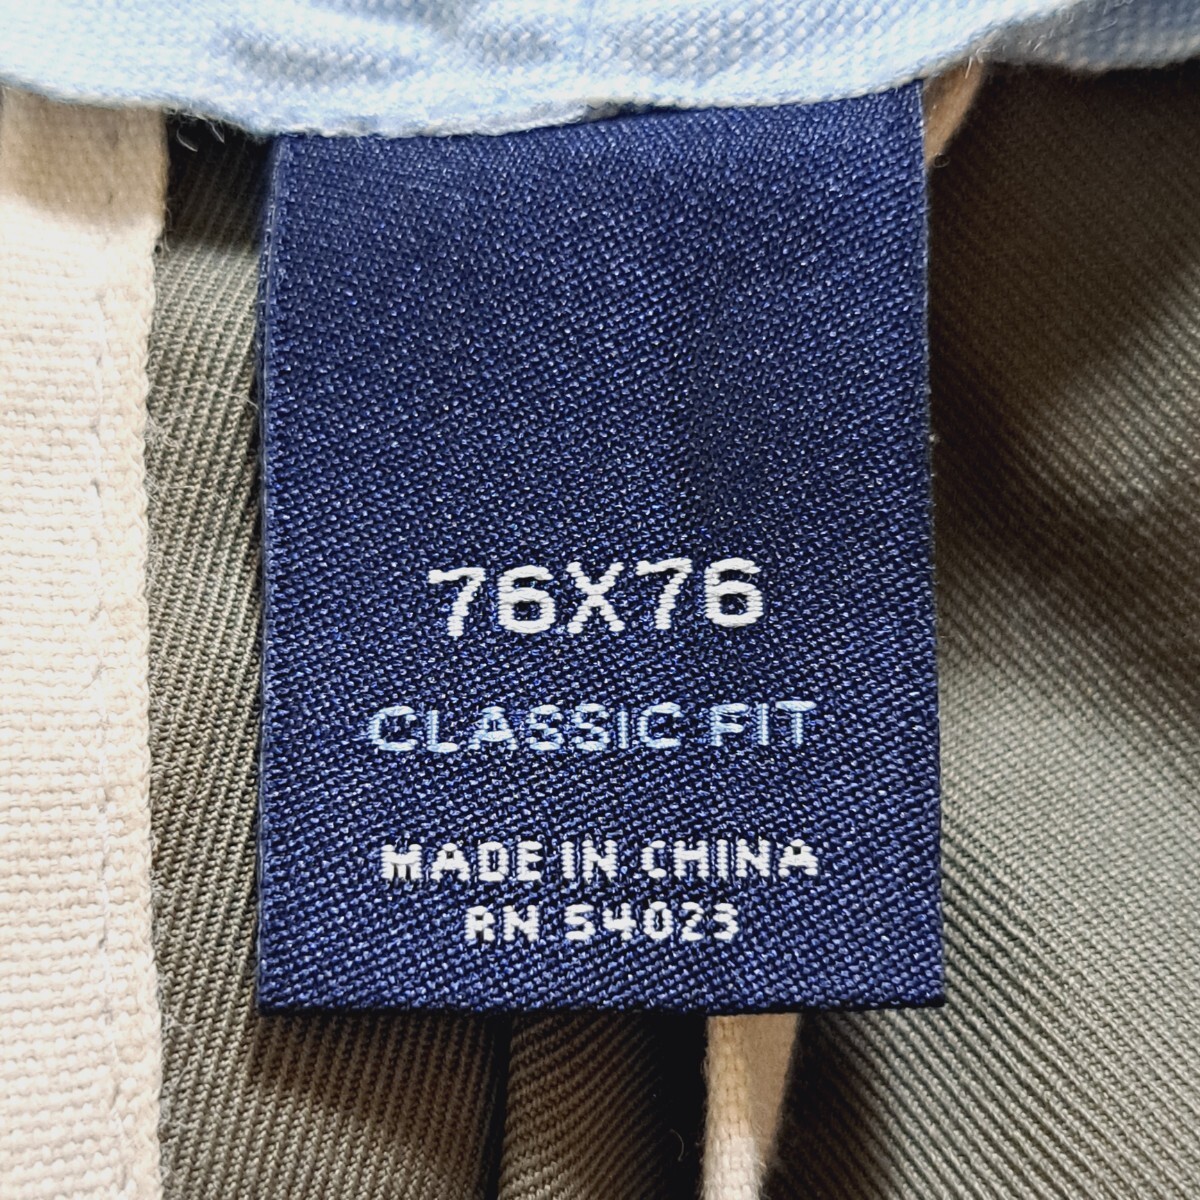 76X76
CLASSIC FIT
MADE IN CHINA
RN 54023